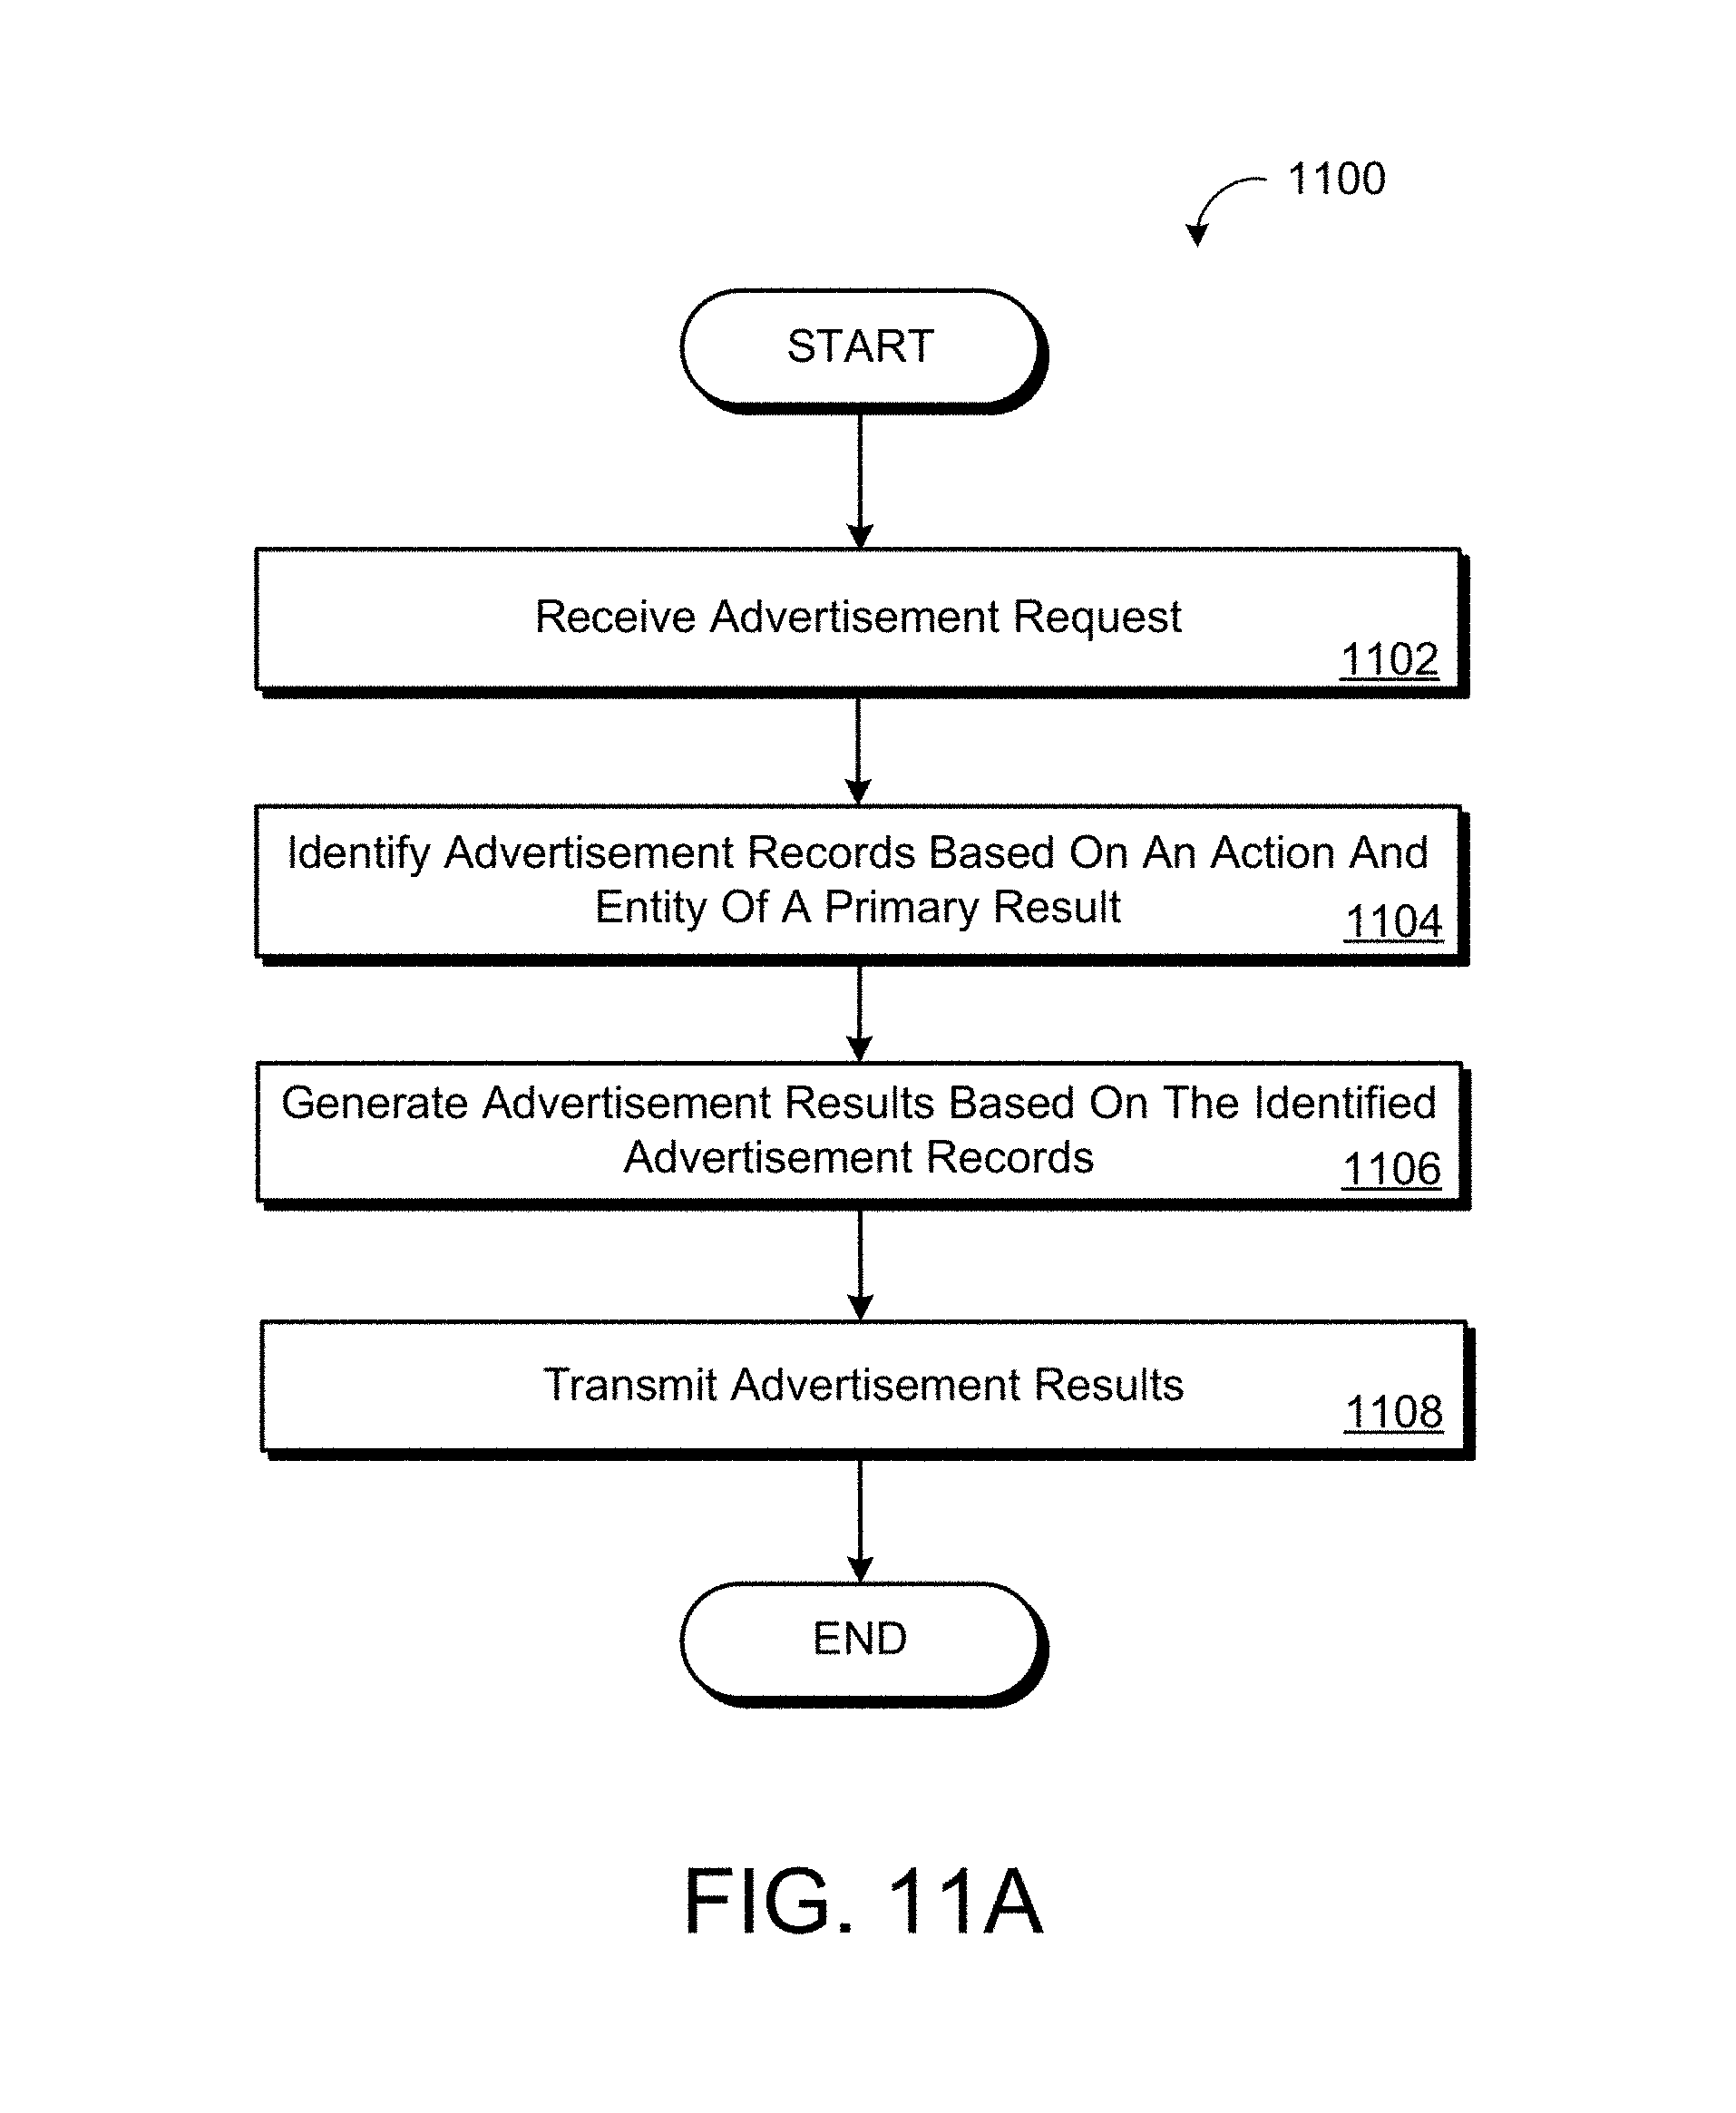 1100
START
Receive Advertisement Request
1102
Identify Advertisement Records Based On An Action And
Entity Of A Primary Result
1104
Generate Advertisement Results Based On The Identified
Advertisement Records
1106
Transmit Advertisement Results
1108
END
FIG. 11A